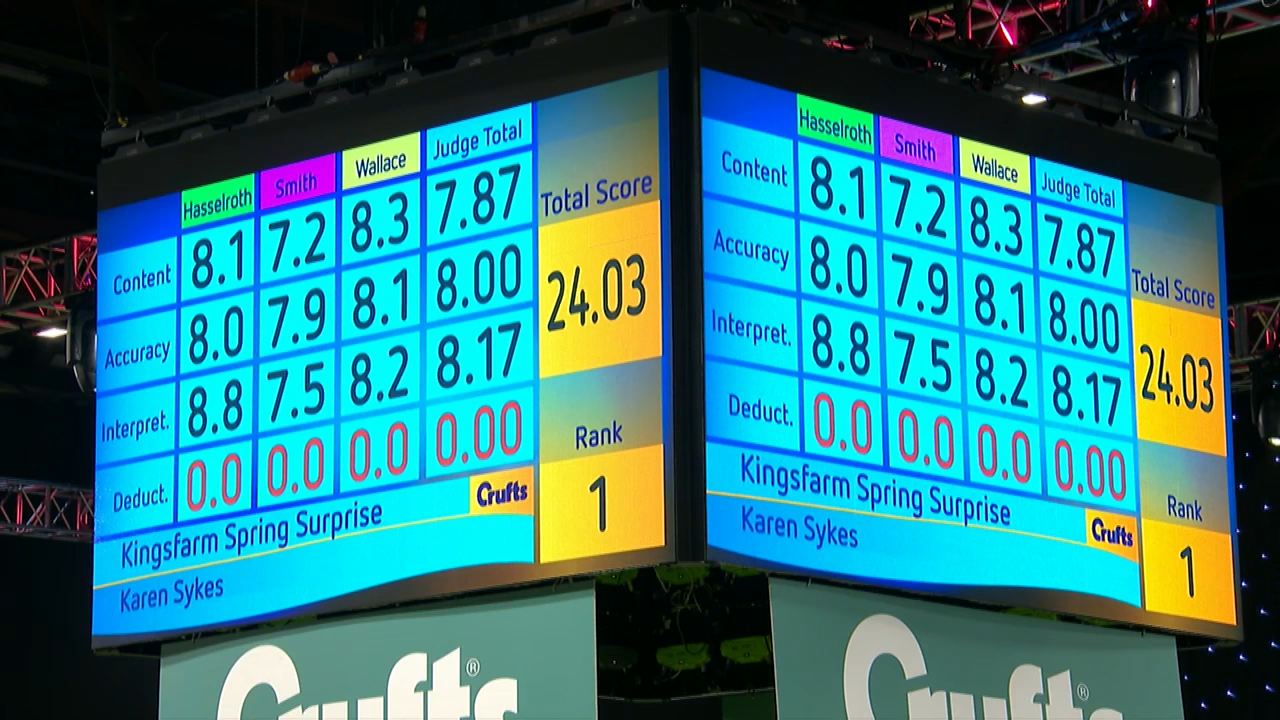 Hasselroth Smith Wallace Judge Total
Content 8.1 7.2 8.3 7.87
Accuracy 8.0 7.9 8.1 8.00
Interpret. 8.8 7.5 8.2 8.17
Deduct. 0.0 0.0 0.0 0.00
Total Score
24.03
Rank
1
Kingsfarm Spring Surprise
Crufts
Karen Sykes
Hasselroth Smith Wallace Judge Total
Content 8.1 7.2 8.3 7.87
Accuracy 8.0 7.9 8.1 8.00
Interpret. 8.8 7.5 8.2 8.17
Deduct. 0.0 0.0 0.0 0.00
Total Score
24.03
Rank
1
Kingsfarm Spring Surprise
Crufts
Karen Sykes
Crufts®
Crufts®